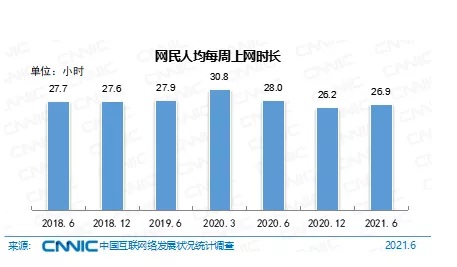 网民人均每周上网时长
单位：小时
27.7 27.6 27.9 30.8 28.0 26.2 26.9
2018. 6 2018. 12 2019. 6 2020. 3 2020. 6 2020. 12 2021. 6
来源： CNNIC 中国互联网络发展状况统计调查 2021.6